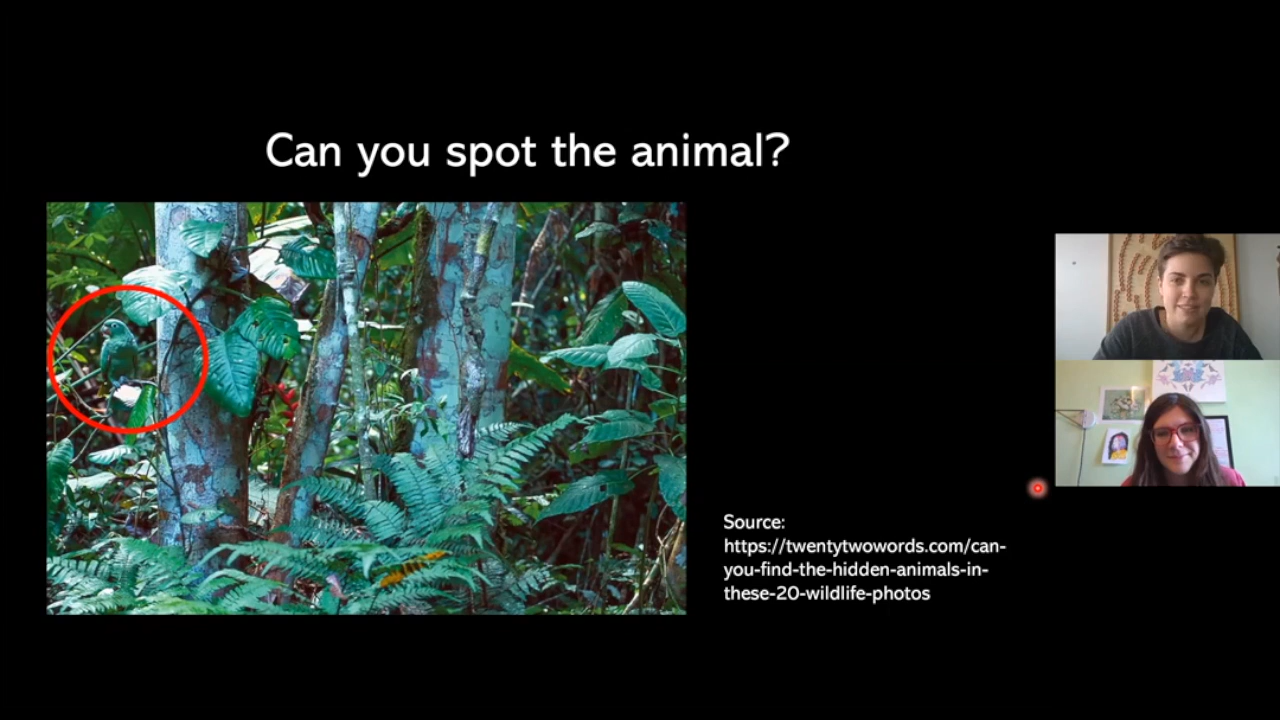 Can you spot the animal?
Source:
https://twentytwowords.com/can-
you-find-the-hidden-animals-in-
these-20-wildlife-photos